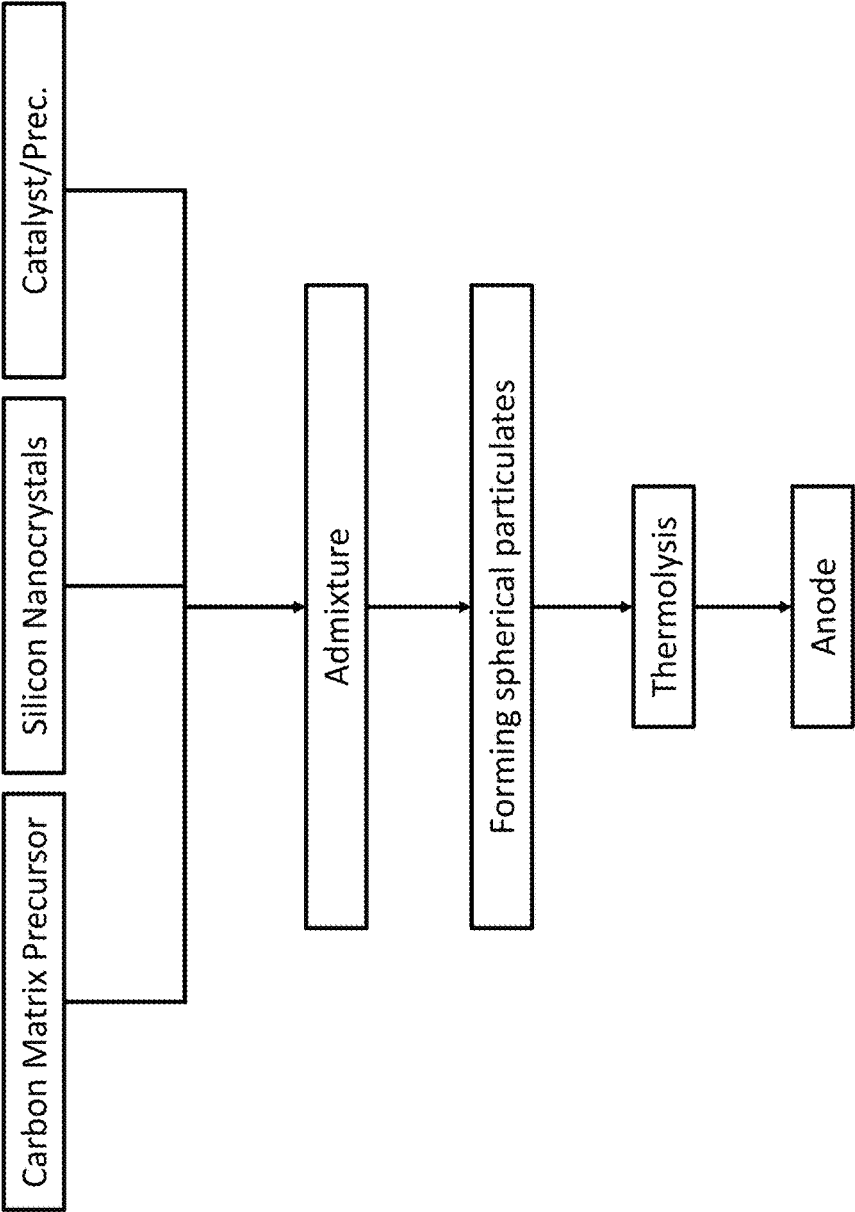 Carbon Matrix Precursor
Silicon Nanocrystals
Catalyst/Prec.
Admixture
Forming spherical particulates
Thermolysis
Anode